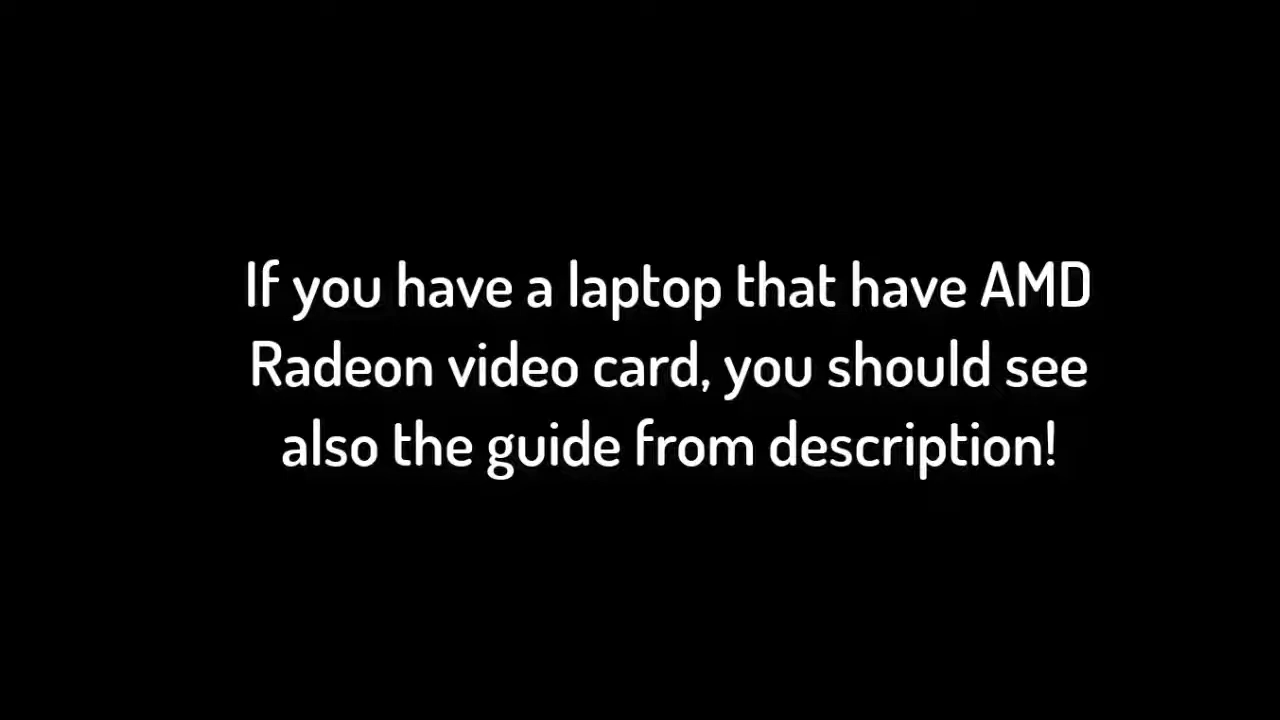 If you have a laptop that have AMD
Radeon video card, you should see
also the guide from description!